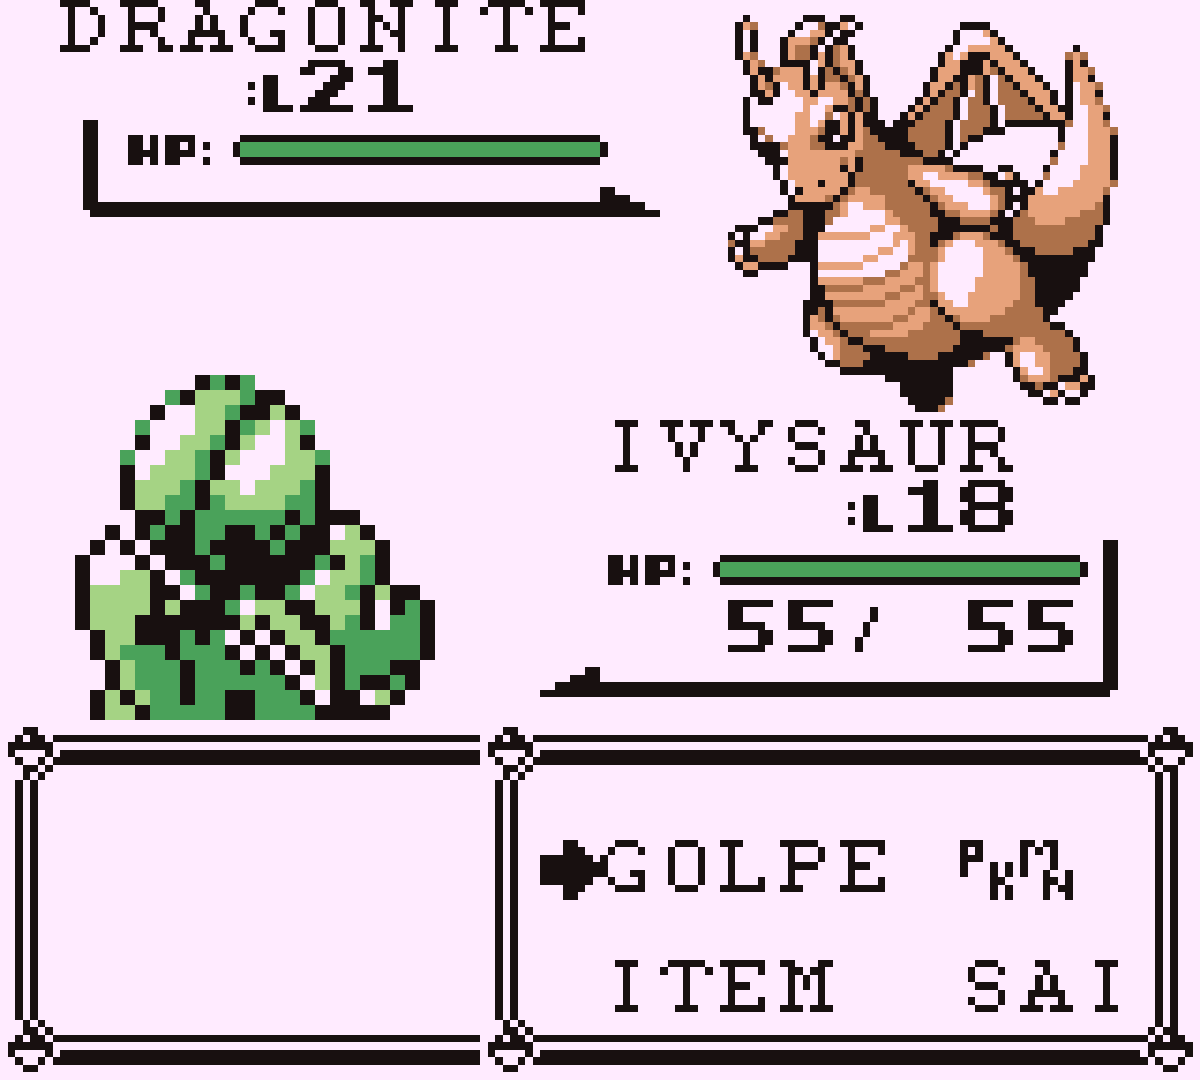 DRAGONITE
:L21
HP:
IVYSAUR
:L18
HP:
55/ 55
GOLPE PKMN
ITEM SAI